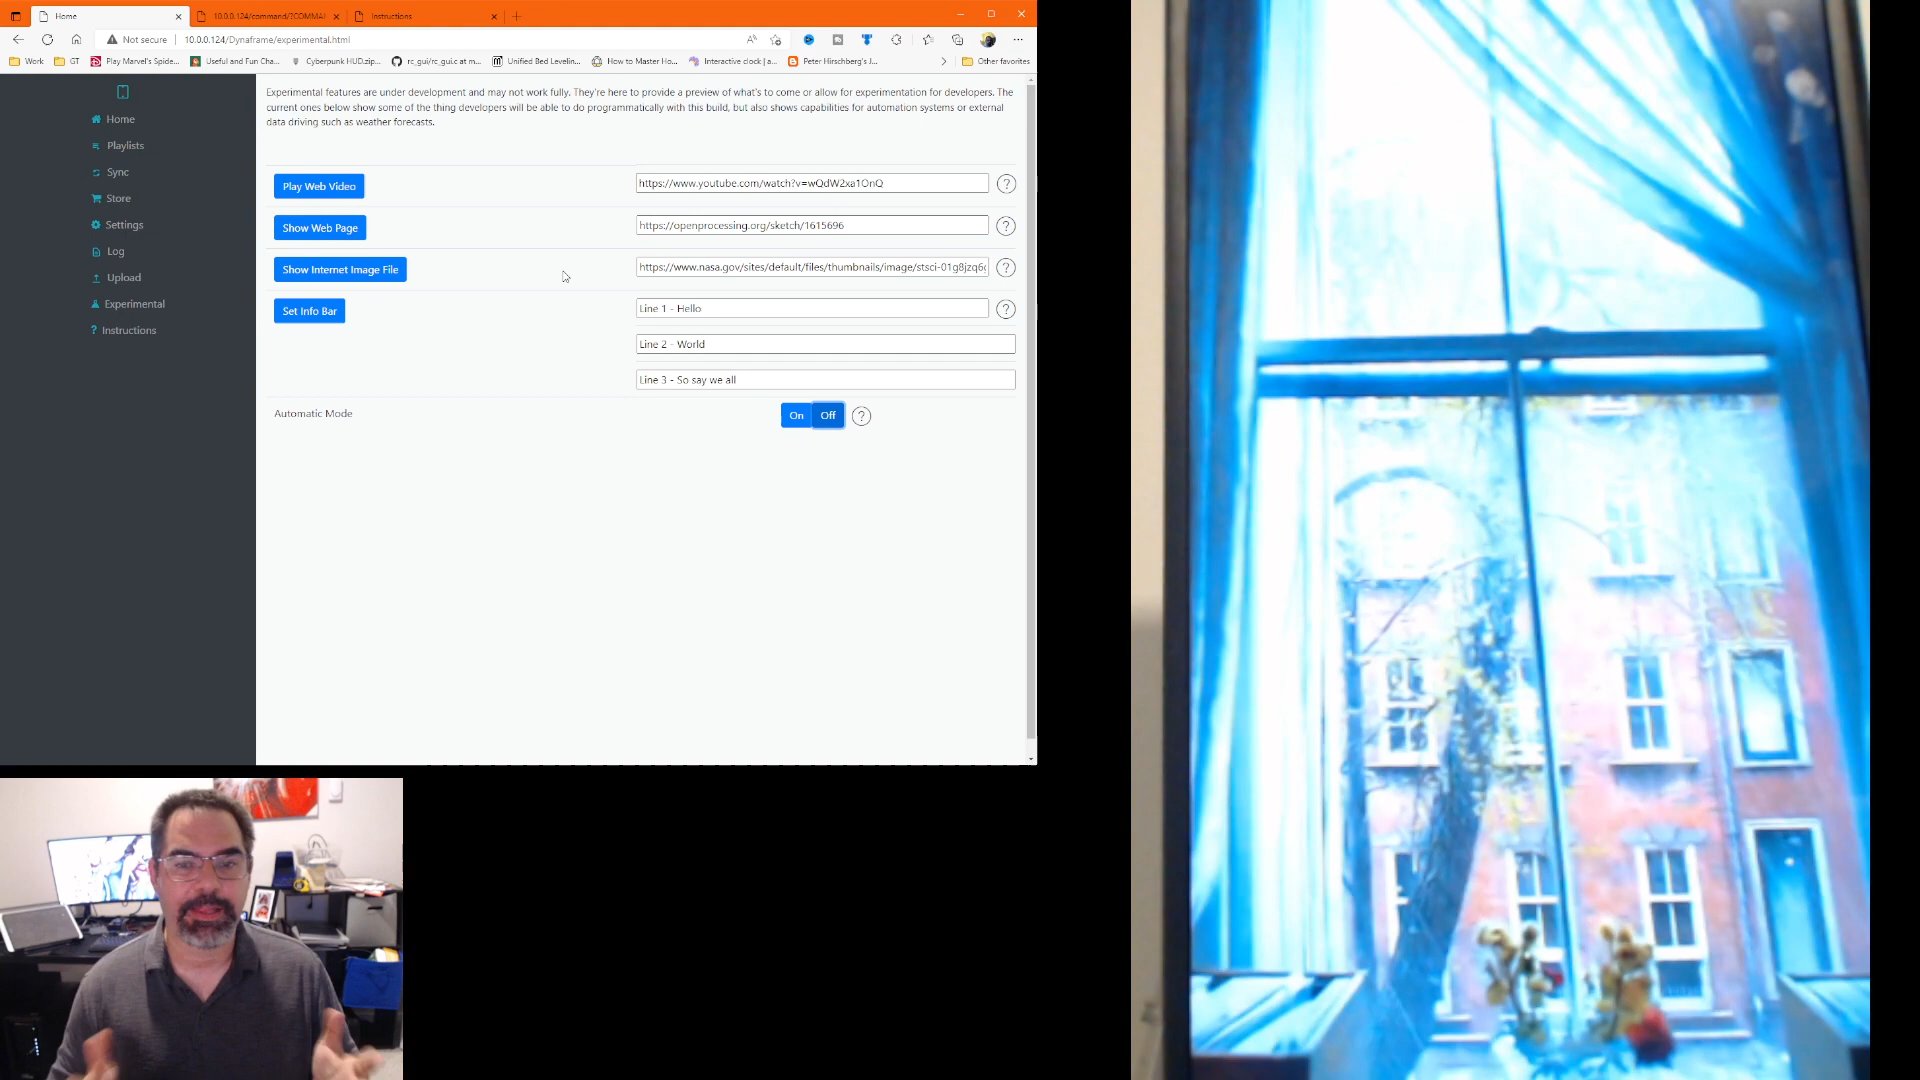 Home
10.0.0.124/command/?COMMA
Instructions
Not secure
10.0.0.124/Dynaframe/experimental.html
Work
GT
Play Marvel's Spide...
Useful and Fun Cha...
Cyberpunk HUD.zip...
rc_gui/rc_gui.c at m...
Unified Bed Levelin...
How to Master Ho...
Interactive clock | a...
Peter Hirschberg's J...
Other favorites
Home
Playlists
Sync
Store
Settings
Log
Upload
Experimental
Instructions
Experimental features are under development and may not work fully. They're here to provide a preview of what's to come or allow for experimentation for developers. The
current ones below show some of the thing developers will be able to do programmatically with this build, but also shows capabilities for automation systems or external
data driving such as weather forecasts.
Play Web Video
https://www.youtube.com/watch?v=wQdW2xa1OnQ
?
Show Web Page
https://openprocessing.org/sketch/1615696
?
Show Internet Image File
https://www.nasa.gov/sites/default/files/thumbnails/image/stsci-01g8jzq6
?
Set Info Bar
Line 1 - Hello
?
Line 2 - World
Line 3 - So say we all
Automatic Mode
On
Off
?